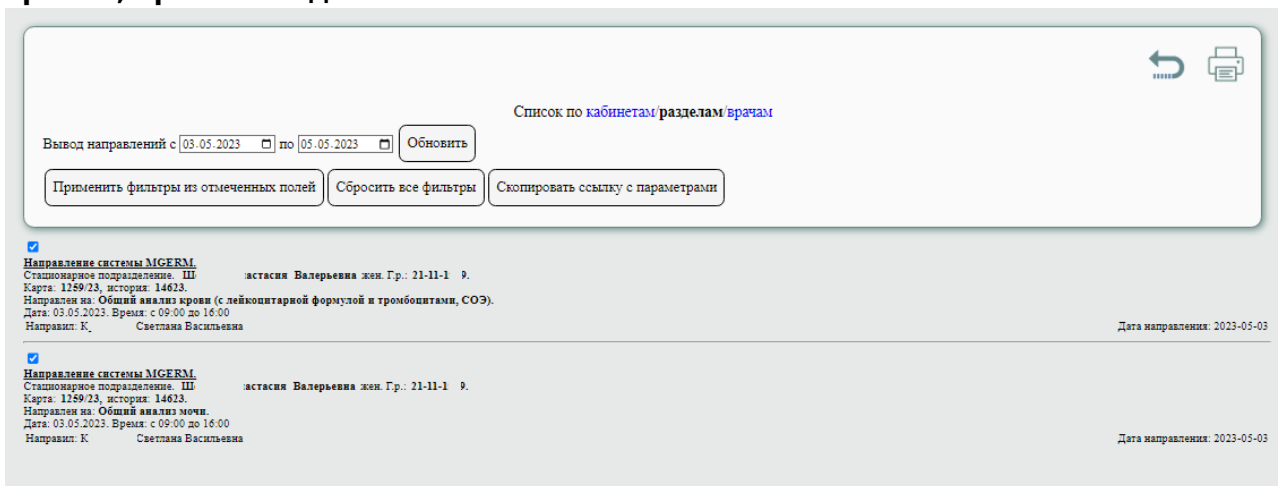 Список по кабинетам/разделам/врачам
Вывод направлений с 03.05.2023 по 05.05.2023 Обновить
Применить фильтры из отмеченных полей Сбросить все фильтры Скопировать ссылку с параметрами
Направление системы MGERM.
Стационарное подразделение. Ш астасия Валерьевна жен. Г.р.: 21-11-1 9.
Карта: 1259/23, история: 14623.
Направлен на: Общий анализ крови (с лейкоцитарной формулой и тромбоцитами, СОЭ).
Дата: 03.05.2023. Время: с 09:00 до 16:00
Направил: К Светлана Васильевна Дата направления: 2023-05-03
Направление системы MGERM.
Стационарное подразделение. Ш астасия Валерьевна жен. Г.р.: 21-11-1 9.
Карта: 1259/23, история: 14623.
Направлен на: Общий анализ мочи.
Дата: 03.05.2023. Время: с 09:00 до 16:00
Направил: К Светлана Васильевна Дата направления: 2023-05-03